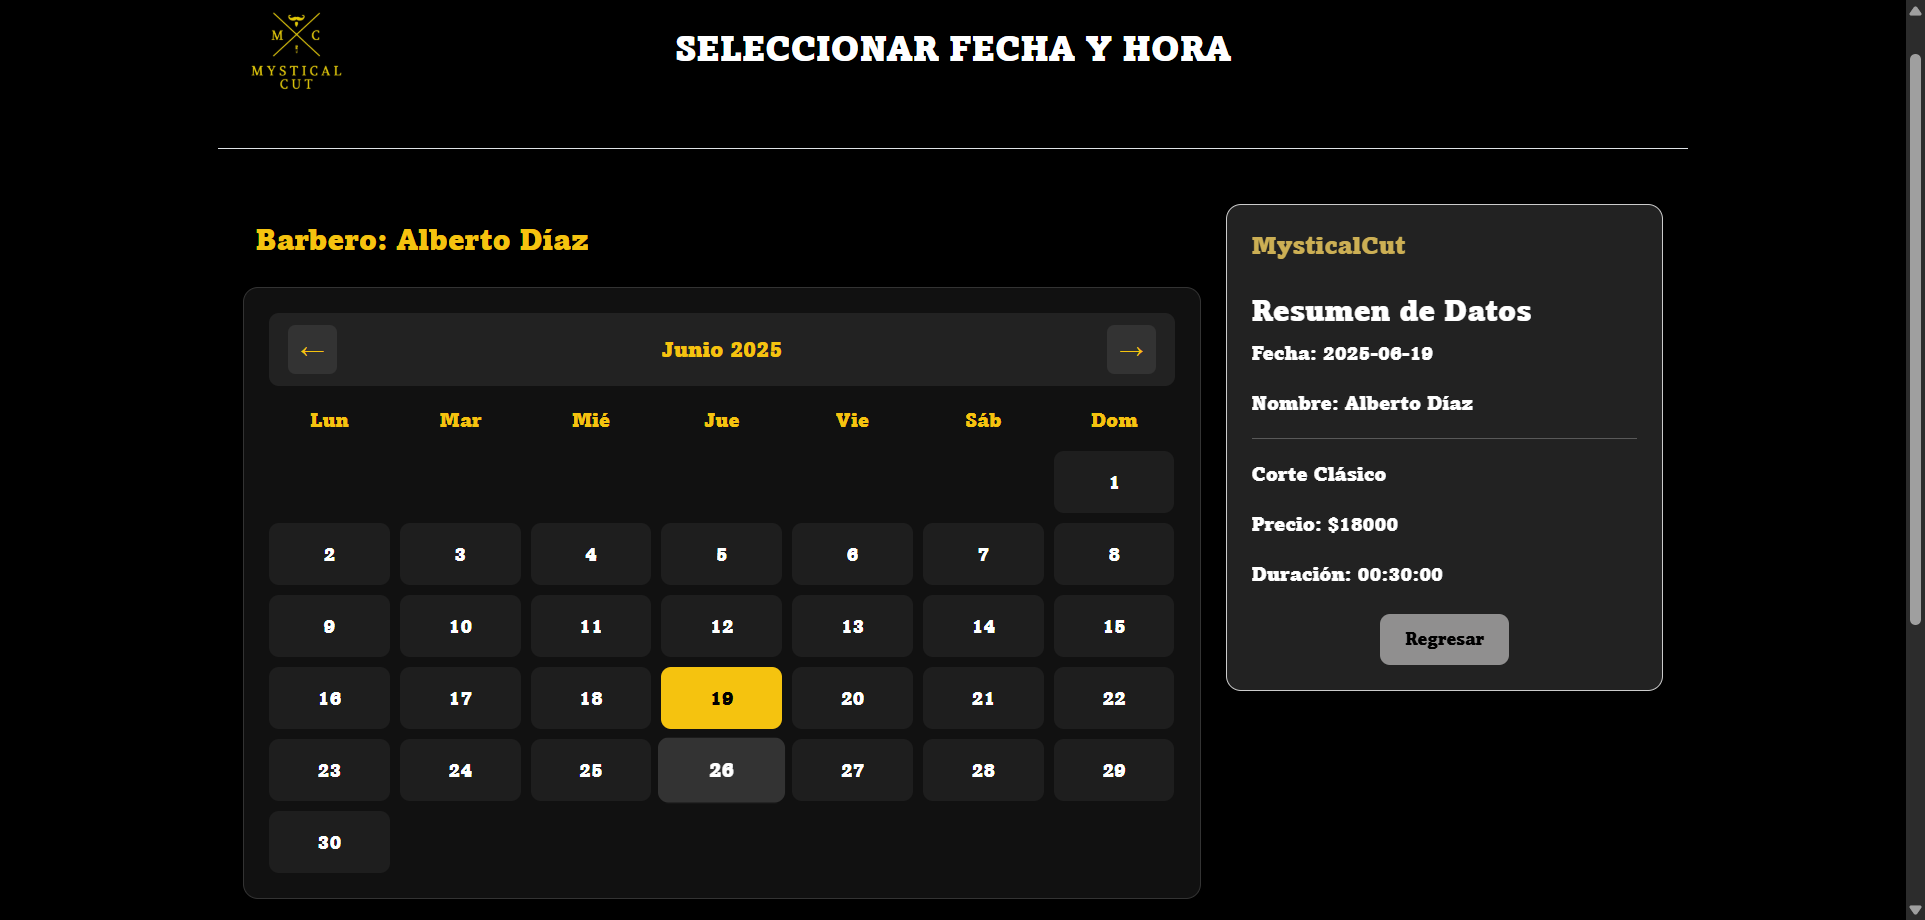 M C
MYSTICAL
CUT
SELECCIONAR FECHA Y HORA
Barbero: Alberto Díaz
← Junio 2025 →
Lun Mar Mié Jue Vie Sáb Dom
1
2 3 4 5 6 7 8
9 10 11 12 13 14 15
16 17 18 19 20 21 22
23 24 25 26 27 28 29
30
MysticalCut
Resumen de Datos
Fecha: 2025-06-19
Nombre: Alberto Díaz
Corte Clásico
Precio: $18000
Duración: 00:30:00
Regresar